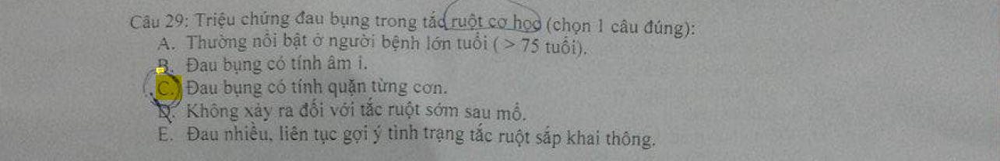 Câu 29: Triệu chứng đau bụng trong tắc ruột cơ học (chọn 1 câu đúng):
A. Thường nổi bật ở người bệnh lớn tuổi ( > 75 tuổi).
B. Đau bụng có tính âm ỉ.
C. Đau bụng có tính quặn từng cơn.
D. Không xảy ra đối với tắc ruột sớm sau mổ.
E. Đau nhiều, liên tục gợi ý tình trạng tắc ruột sắp khai thông.